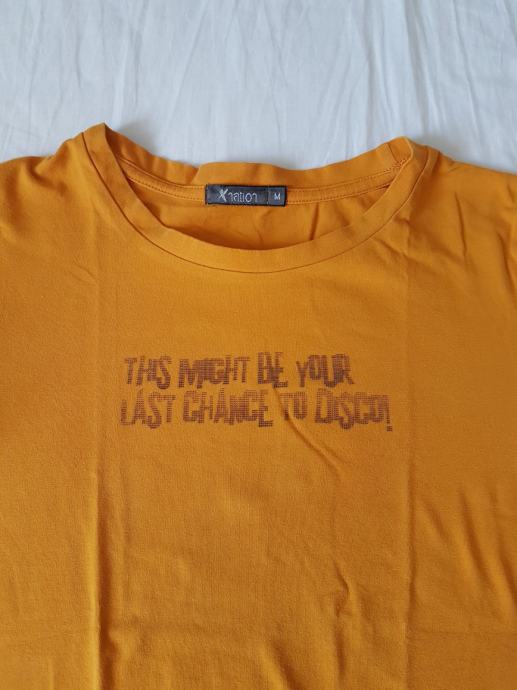 Xnation M
THIS MIGHT BE YOUR
LAST CHANCE TO DISCO!